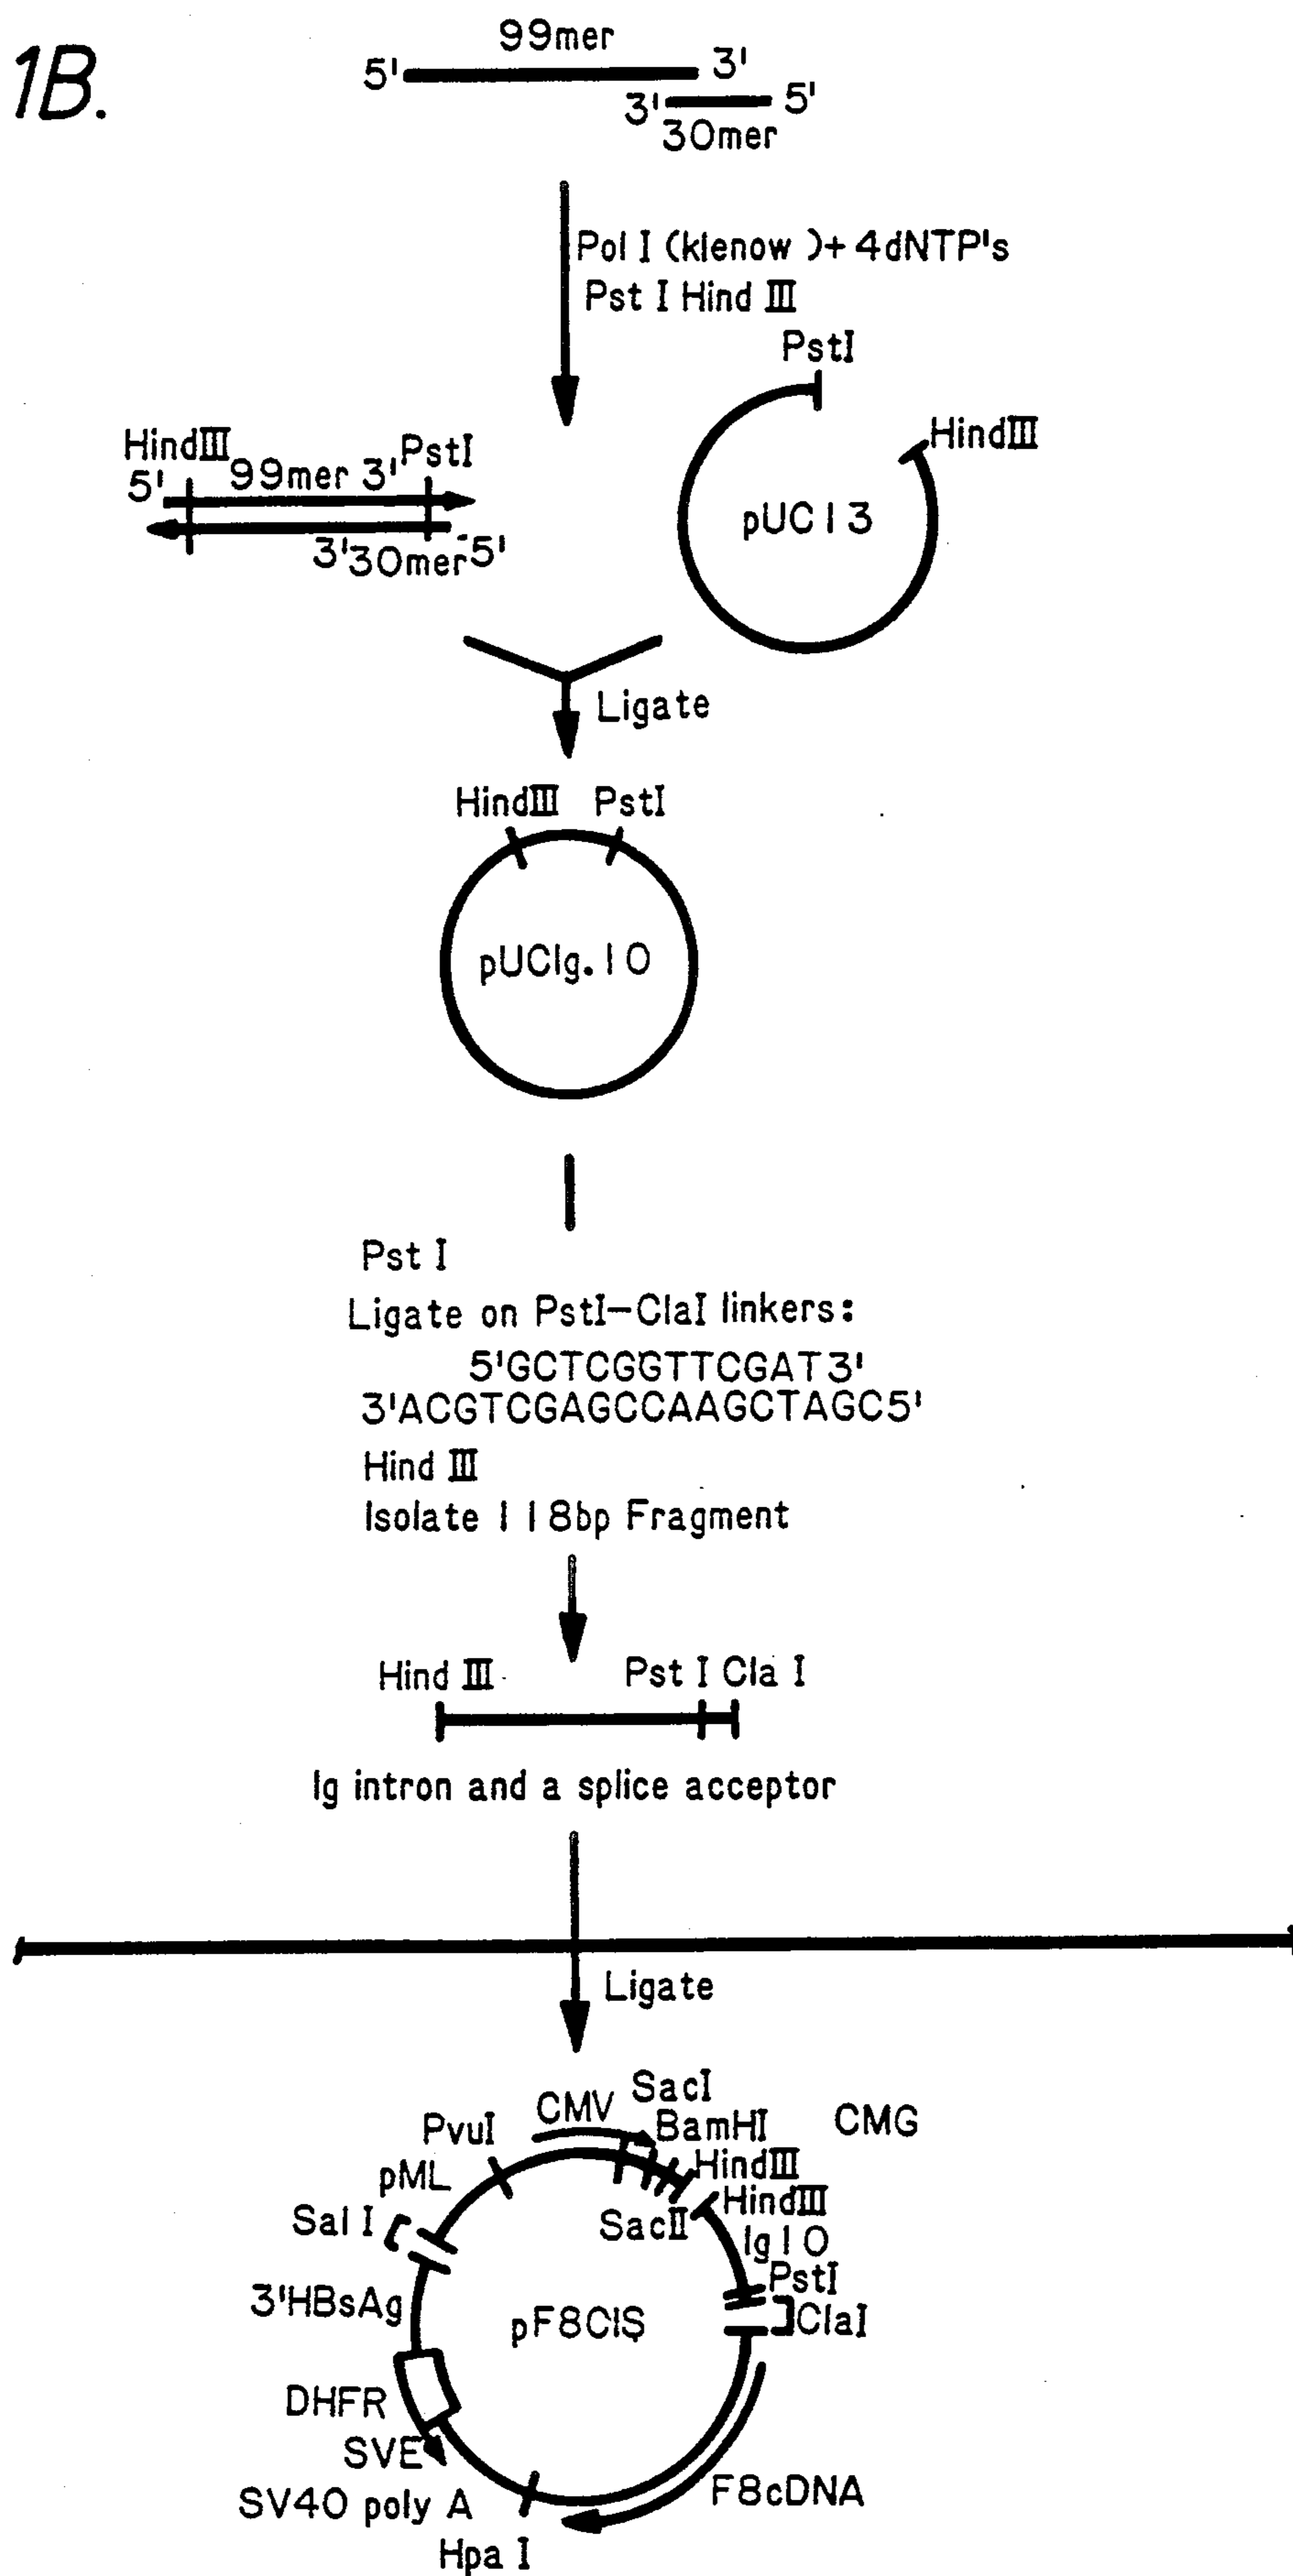 1B.
99mer
5' 3'
3' 5'
30mer
Pol I (klenow )+ 4dNTP's
Pst I Hind III
PstI
HindIII
pUC13
HindIII
PstI
5' 99mer 3'
3'30mer 5'
Ligate
HindIII PstI
pUCIg.10
Pst I
Ligate on PstI-ClaI linkers:
5'GCTCGGTTCGAT3'
3'ACGTCGAGCCAAGCTAGC5'
Hind III
Isolate 118bp Fragment
Hind III Pst I Cla I
Ig intron and a splice acceptor
Ligate
SacI
CMV
BamHI
CMG
PvuI
HindIII
pML
HindIII
SacII
Sal I
Ig10
PstI
3'HBsAg
pF8CIS
ClaI
DHFR
SVE
F8cDNA
SV40 poly A
Hpa I